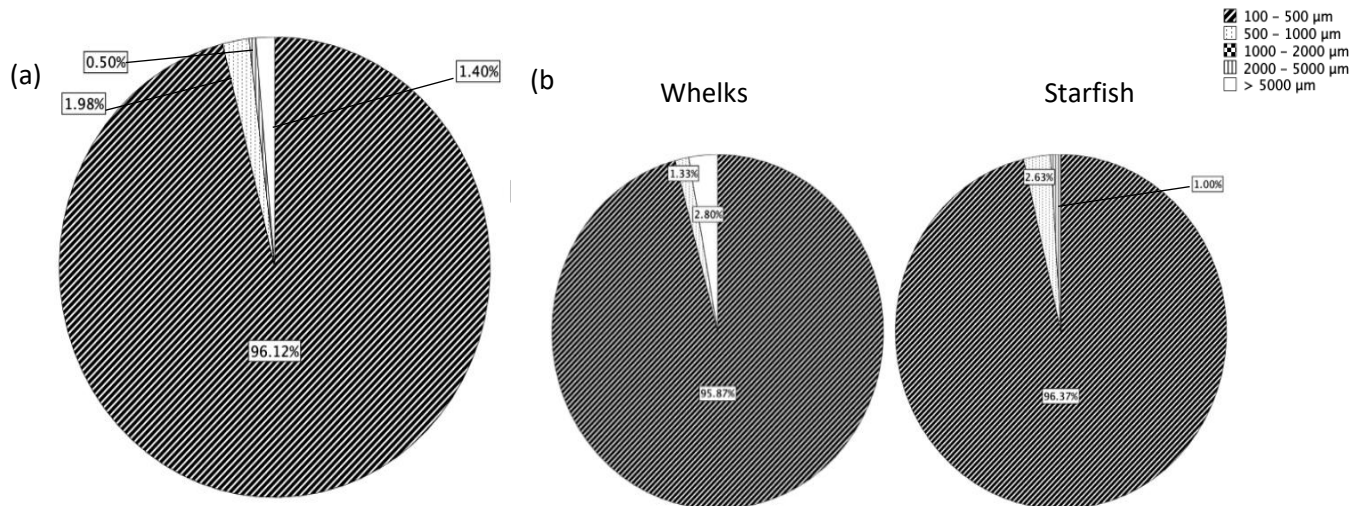 100 – 500 µm
500 – 1000 µm
1000 – 2000 µm
2000 – 5000 µm
> 5000 µm
(a)
0.50%
1.98%
1.40%
96.12%
(b
Whelks
1.33%
2.80%
95.87%
Starfish
2.63%
1.00%
96.37%